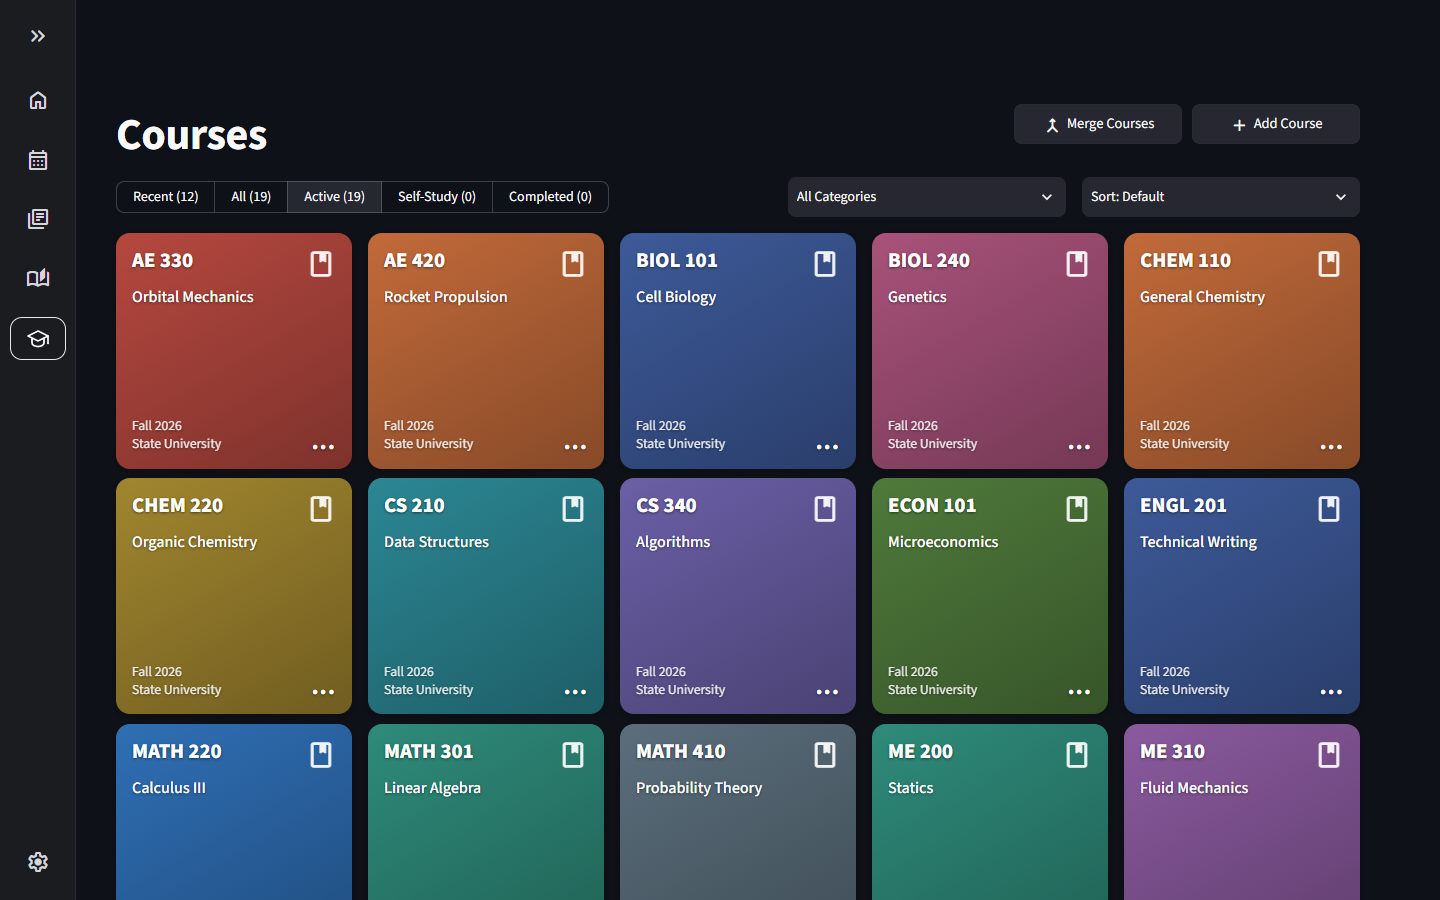 Courses
Merge Courses
Add Course
Recent (12)
All (19)
Active (19)
Self-Study (0)
Completed (0)
All Categories
Sort: Default
AE 330
Orbital Mechanics
Fall 2026
State University
AE 420
Rocket Propulsion
Fall 2026
State University
BIOL 101
Cell Biology
Fall 2026
State University
BIOL 240
Genetics
Fall 2026
State University
CHEM 110
General Chemistry
Fall 2026
State University
CHEM 220
Organic Chemistry
Fall 2026
State University
CS 210
Data Structures
Fall 2026
State University
CS 340
Algorithms
Fall 2026
State University
ECON 101
Microeconomics
Fall 2026
State University
ENGL 201
Technical Writing
Fall 2026
State University
MATH 220
Calculus III
MATH 301
Linear Algebra
MATH 410
Probability Theory
ME 200
Statics
ME 310
Fluid Mechanics